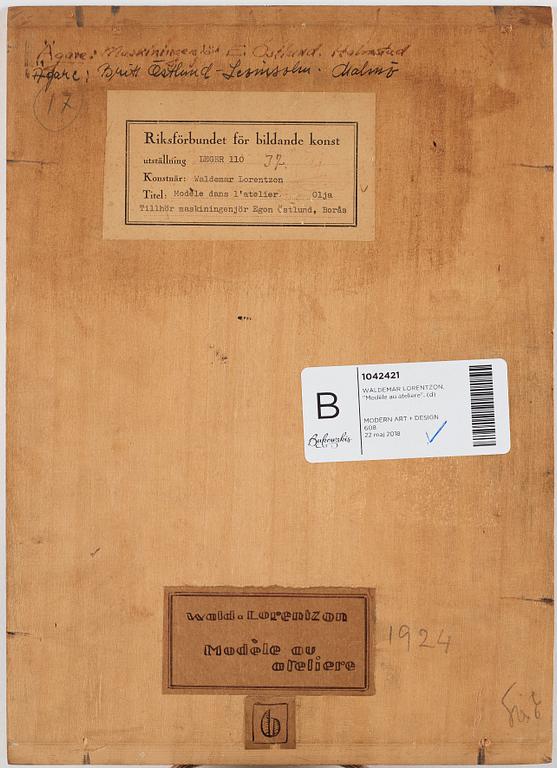 Ägare: Maskiningenjör E. Östlund. Halmstad
Ägare: Britt Östlund - Malmö
17
Riksförbundet för bildande konst
utställning LEGER 110 37
Konstnär: Waldemar Lorentzon
Titel: Modèle dans l'atelier. Olja
Tillhör maskiningenjör Egon Östlund, Borås
B
Bukowskis
1042421
WALDEMAR LORENTZON,
"Modèle au ateliere". (d)
MODERN ART + DESIGN
608
22 maj 2018
Wald. Lorentzon
Modèle au
ateliere
1924
6